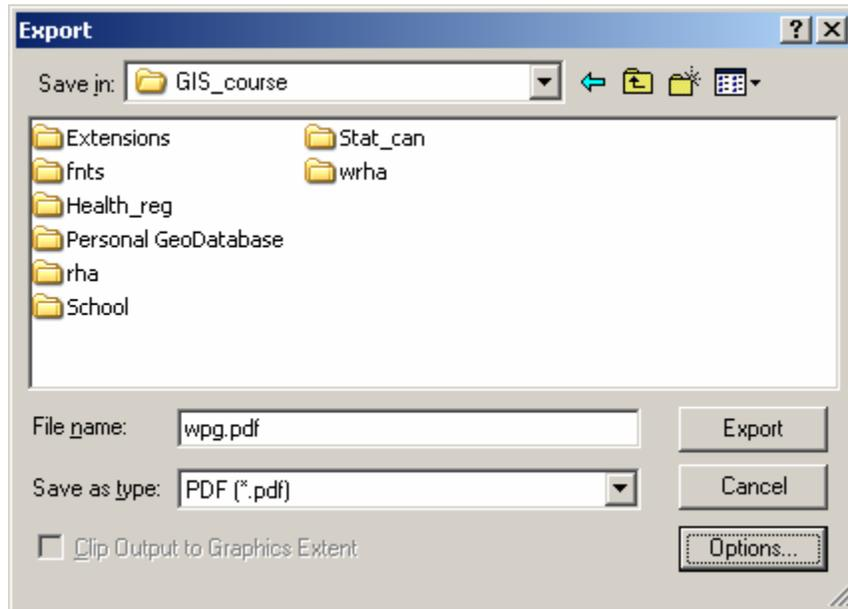 Export
Save in: GIS_course
Extensions Stat_can
fnts wrha
Health_reg
Personal GeoDatabase
rha
School
File name: wpg.pdf Export
Save as type: PDF (*.pdf) Cancel
Clip Output to Graphics Extent Options...